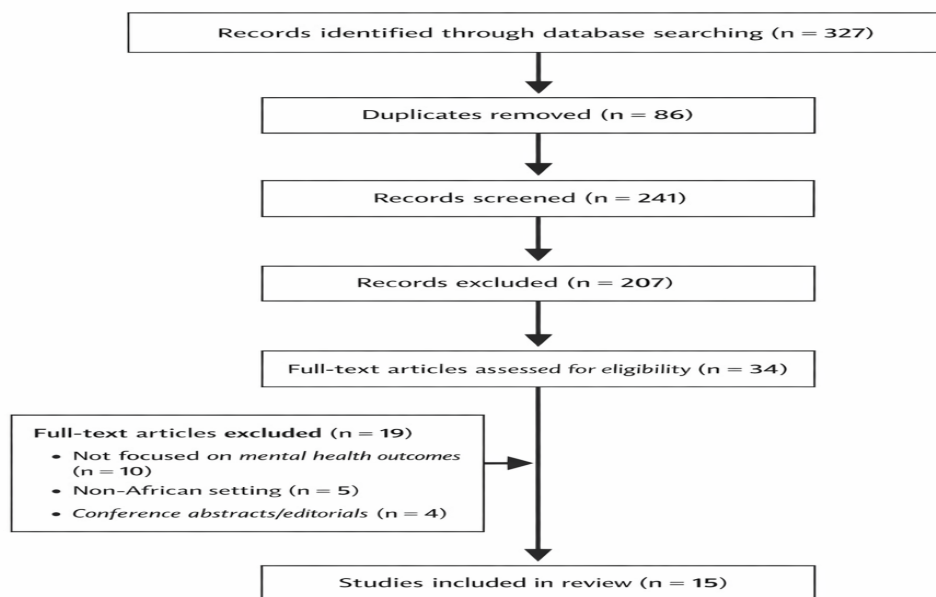 Records identified through database searching (n = 327)
Duplicates removed (n = 86)
Records screened (n = 241)
Records excluded (n = 207)
Full-text articles assessed for eligibility (n = 34)
Full-text articles excluded (n = 19)
• Not focused on mental health outcomes
(n = 10)
• Non-African setting (n = 5)
• Conference abstracts/editorials (n = 4)
Studies included in review (n = 15)